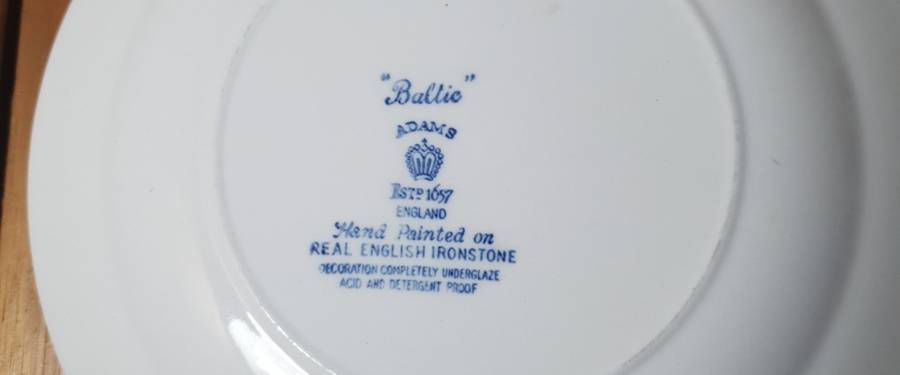 "Baltic"
ADAMS
ESTD 1657
ENGLAND
Hand Painted on
REAL ENGLISH IRONSTONE
DECORATION COMPLETELY UNDERGLAZE
ACID AND DETERGENT PROOF